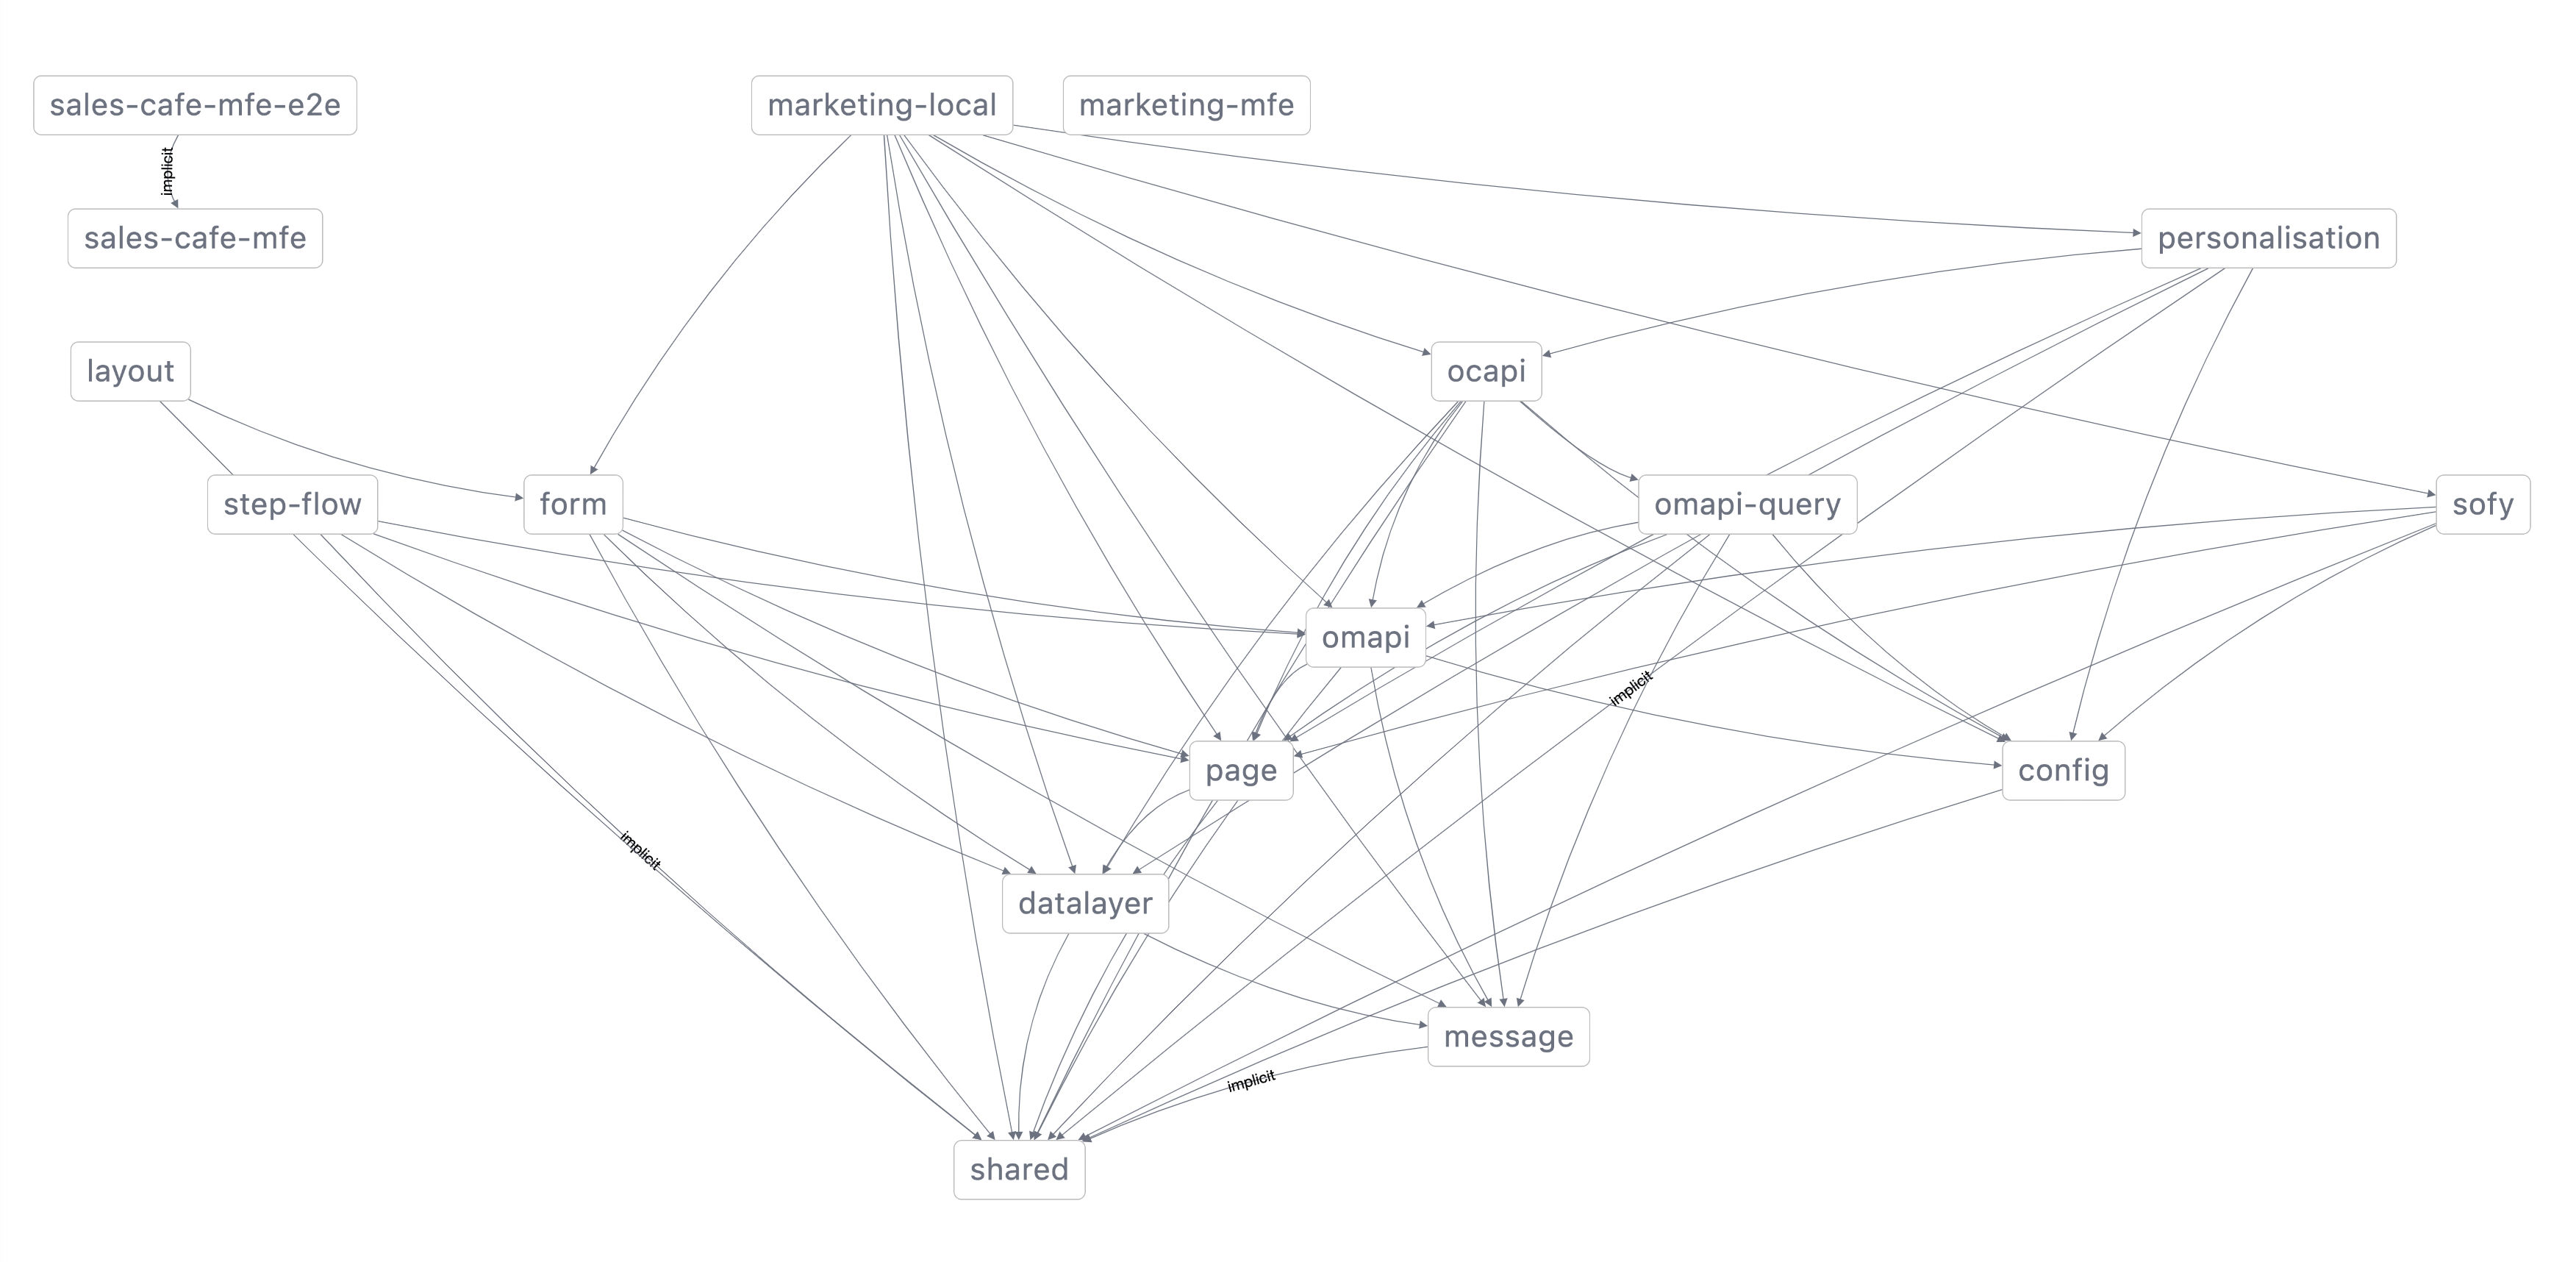 sales-cafe-mfe-e2e
marketing-local
marketing-mfe
implicit
sales-cafe-mfe
personalisation
layout
ocapi
step-flow
form
omapi-query
sofy
omapi
implicit
page
config
implicit
datalayer
message
implicit
shared